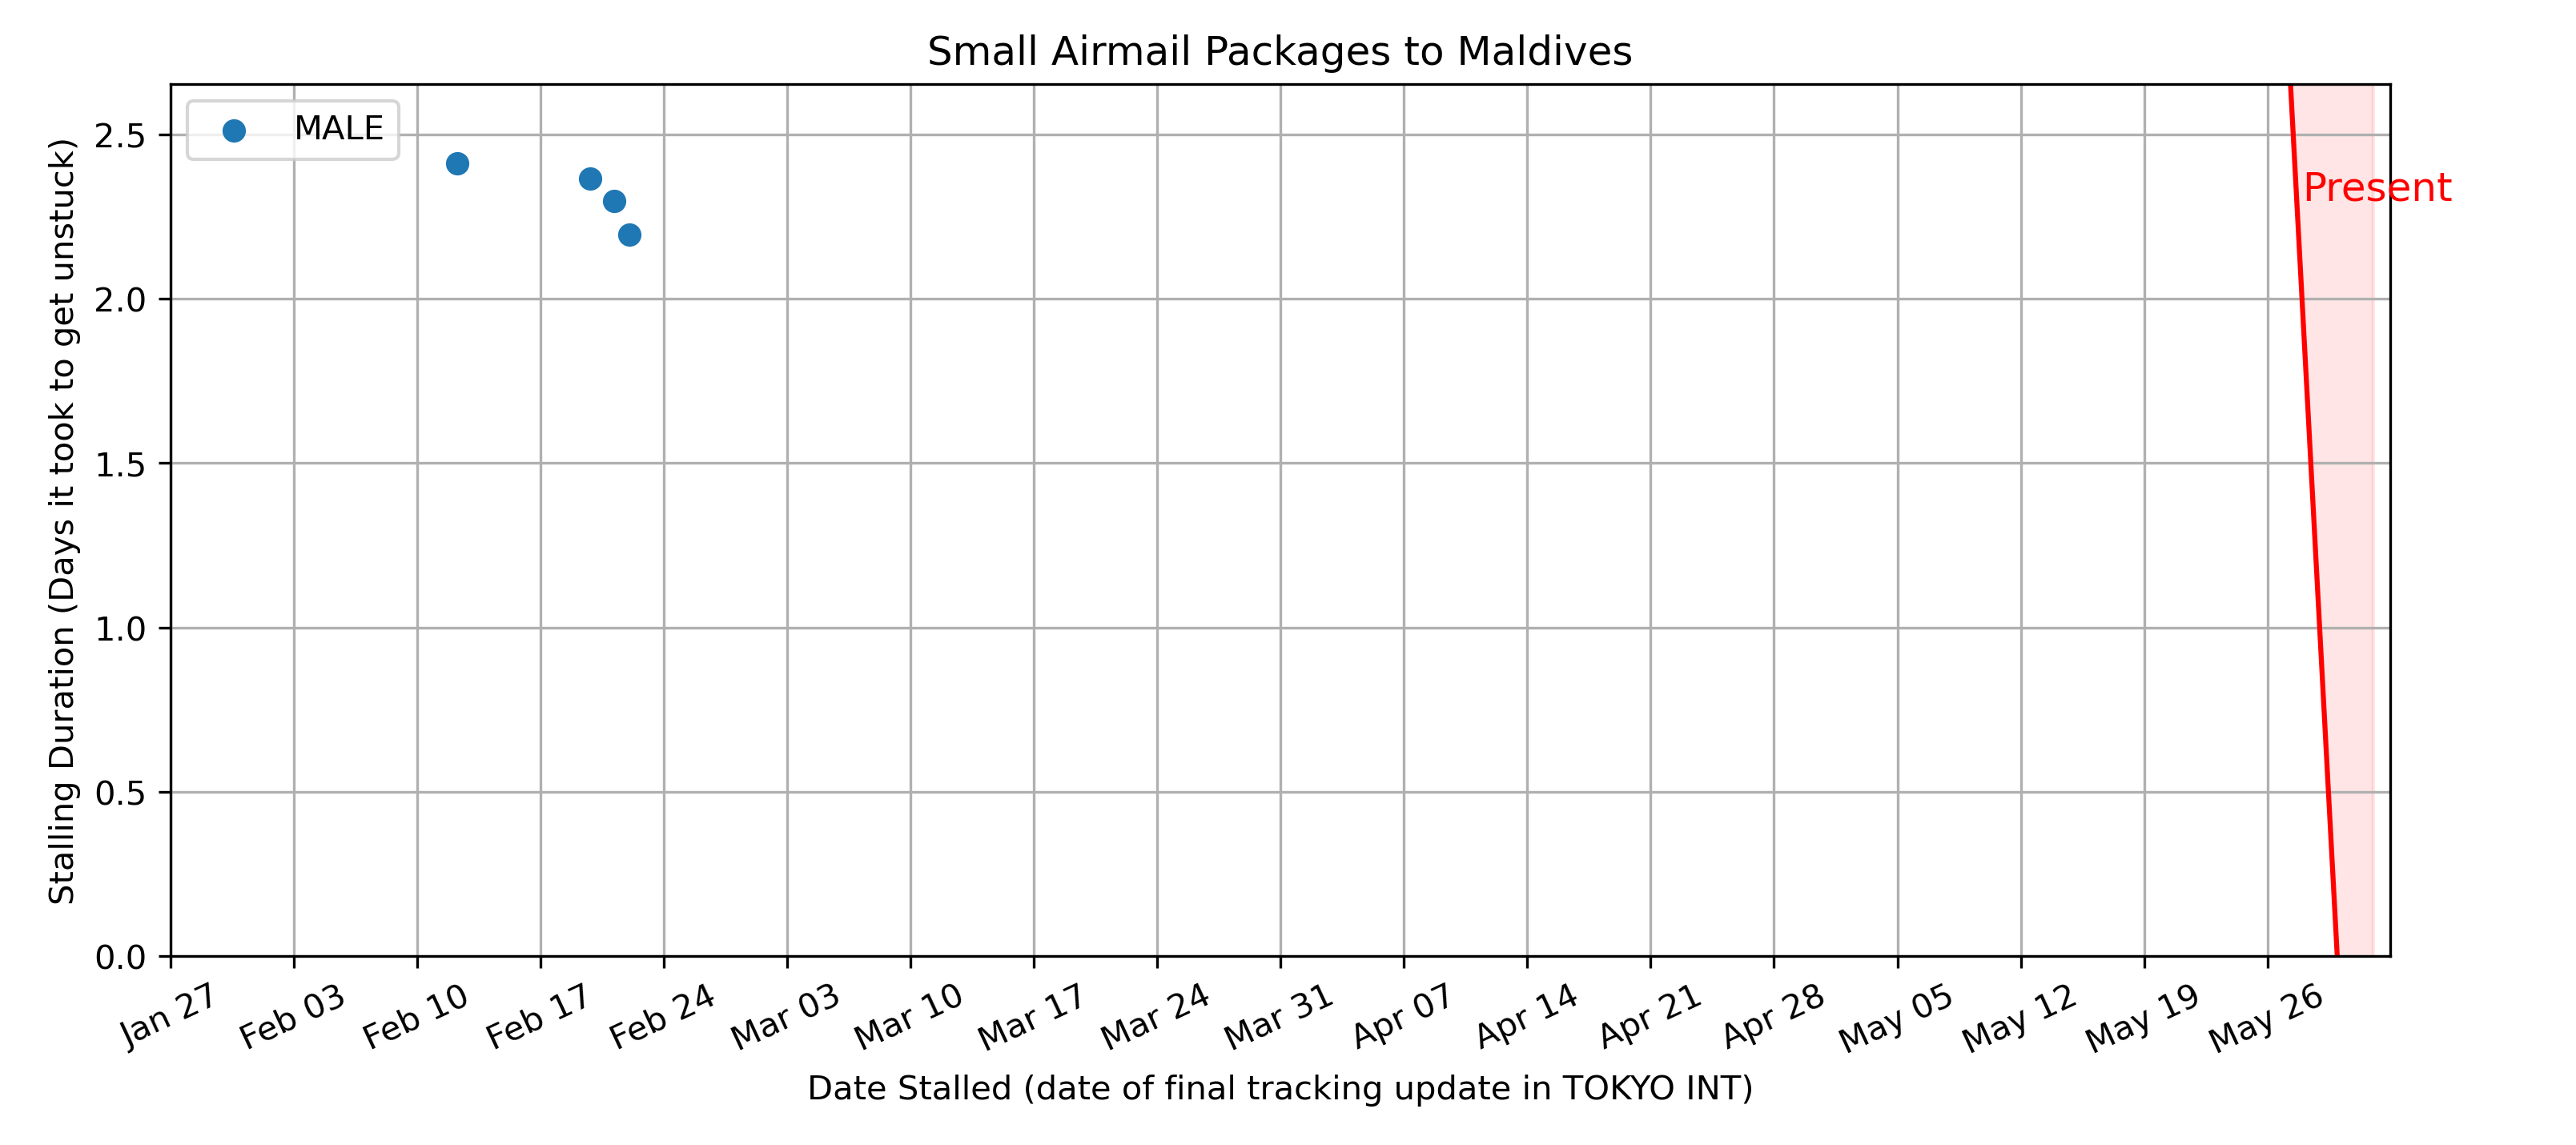 Small Airmail Packages to Maldives
MALE
Present
Stalling Duration (Days it took to get unstuck)
2.5
2.0
1.5
1.0
0.5
0.0
Jan 27
Feb 03
Feb 10
Feb 17
Feb 24
Mar 03
Mar 10
Mar 17
Mar 24
Mar 31
Apr 07
Apr 14
Apr 21
Apr 28
May 05
May 12
May 19
May 26
Date Stalled (date of final tracking update in TOKYO INT)